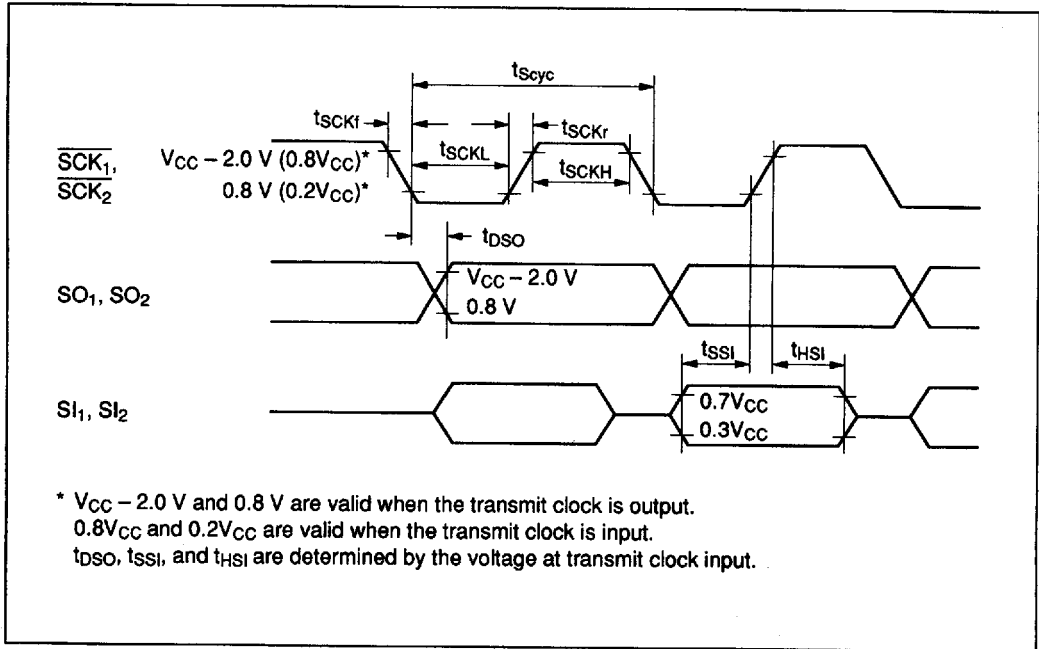 tScyc
tSCKf
tSCKr
SCK1, VCC – 2.0 V (0.8VCC)*
tSCKL
tSCKH
SCK2 0.8 V (0.2VCC)*
tDSO
SO1, SO2
VCC – 2.0 V
0.8 V
tSSI
tHSI
SI1, SI2
0.7VCC
0.3VCC
* VCC – 2.0 V and 0.8 V are valid when the transmit clock is output.
0.8VCC and 0.2VCC are valid when the transmit clock is input.
tDSO, tSSI, and tHSI are determined by the voltage at transmit clock input.